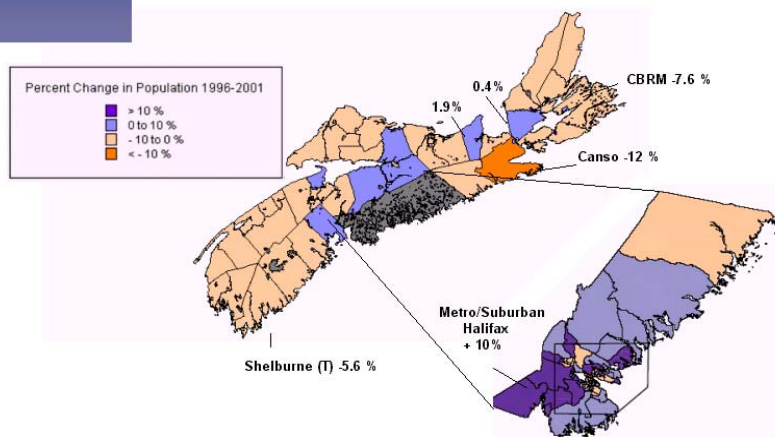 Percent Change in Population 1996-2001
> 10 %
0 to 10 %
- 10 to 0 %
< - 10 %
0.4%
1.9%
CBRM -7.6 %
Canso -12 %
Metro/Suburban
Halifax
+ 10%
Shelburne (T) -5.6 %